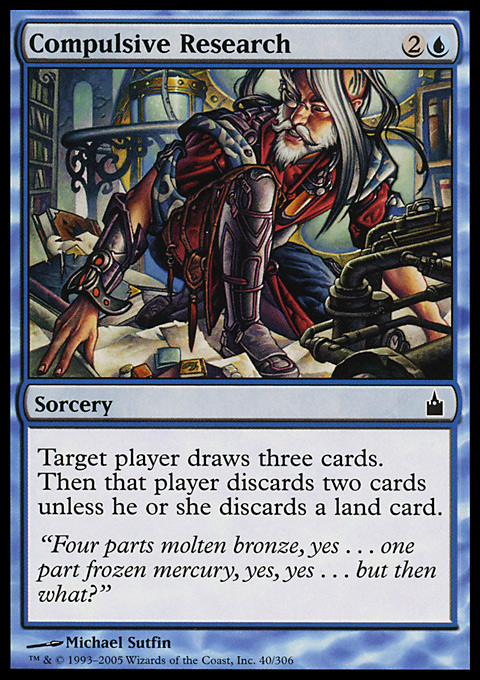 Compulsive Research 2
Sorcery
Target player draws three cards.
Then that player discards two cards
unless he or she discards a land card.
“Four parts molten bronze, yes . . . one
part frozen mercury, yes, yes . . . but then
what?”
Michael Sutfin
™ & © 1993–2005 Wizards of the Coast, Inc. 40/306